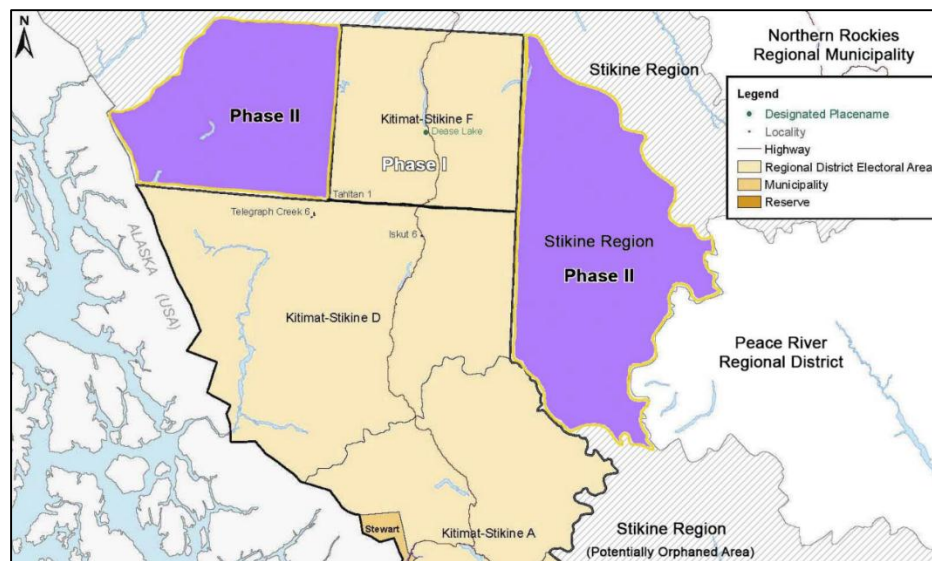 N
Northern Rockies
Regional Municipality
Stikine Region
Legend
Designated Placename
Locality
Highway
Regional District Electoral Area
Municipality
Reserve
Phase II
Kitimat-Stikine F
Dease Lake
Phase I
Tahltan 1
Telegraph Creek 6
Iskut 6
Stikine Region
Phase II
ALASKA
(USA)
Kitimat-Stikine D
Peace River
Regional District
Stewart
Kitimat-Stikine A
Stikine Region
(Potentially Orphaned Area)